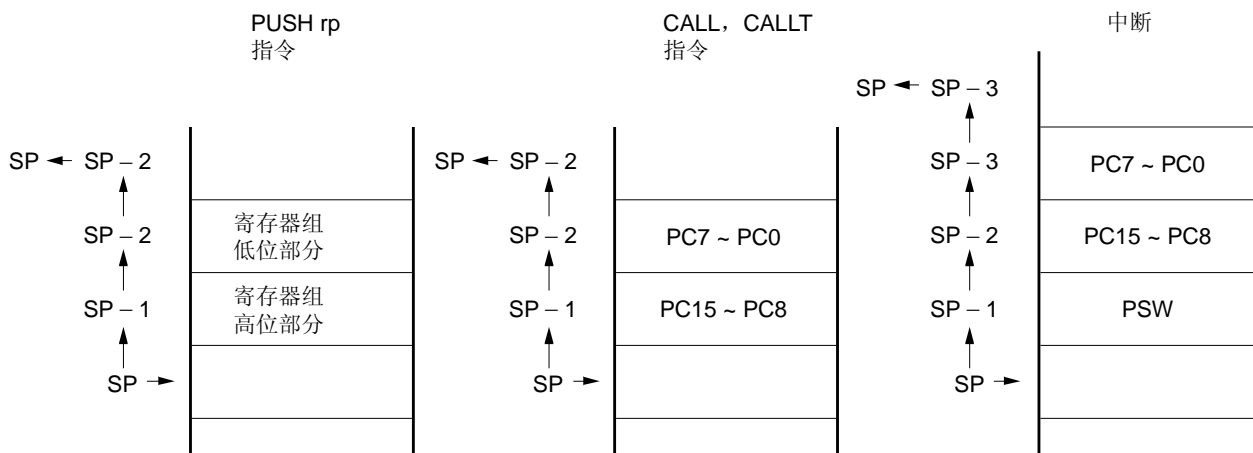 PUSH rp
指令
SP ← SP – 2
SP – 2
SP – 1
SP →
寄存器组
低位部分
寄存器组
高位部分
CALL，CALLT
指令
SP ← SP – 2
SP – 2
SP – 1
SP →
PC7 ~ PC0
PC15 ~ PC8
中断
SP ← SP – 3
SP – 3
SP – 2
SP – 1
SP →
PC7 ~ PC0
PC15 ~ PC8
PSW